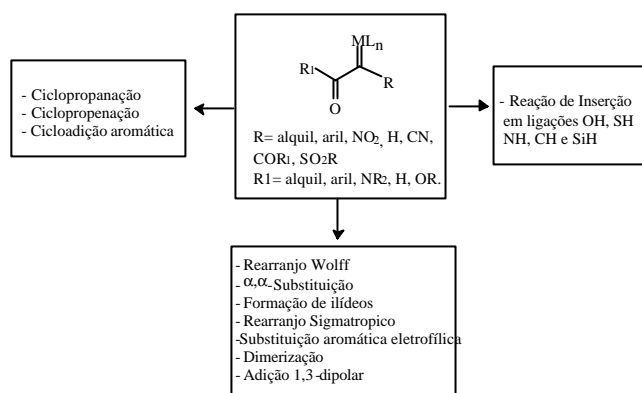 MLn
R1
R
O
R= alquil, aril, NO2, H, CN,
COR1, SO2R
R1= alquil, aril, NR2, H, OR.
- Ciclopropanação
- Ciclopropenação
- Cicloadição aromática
- Reação de Inserção
em ligações OH, SH
NH, CH e SiH
- Rearranjo Wolff
- α,α-Substituição
- Formação de ilídeos
- Rearranjo Sigmatropico
-Substituição aromática eletrofílica
- Dimerização
- Adição 1,3-dipolar